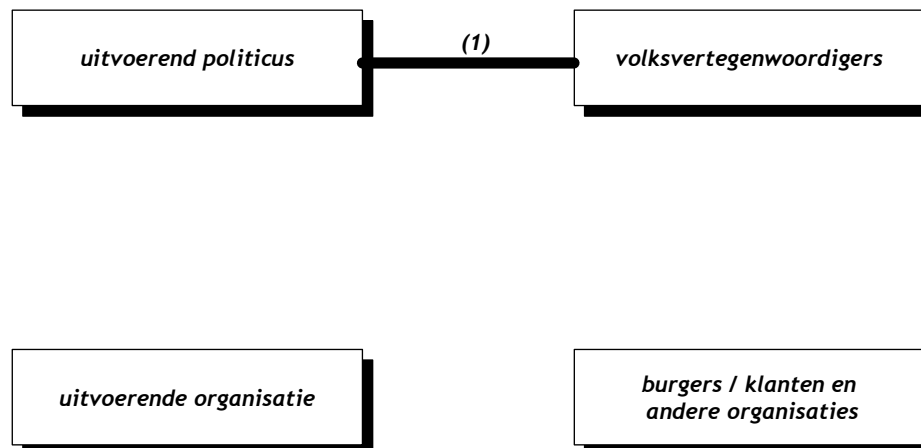 uitvoerend politicus
(1)
volksvertegenwoordigers
uitvoerende organisatie
burgers / klanten en
andere organisaties